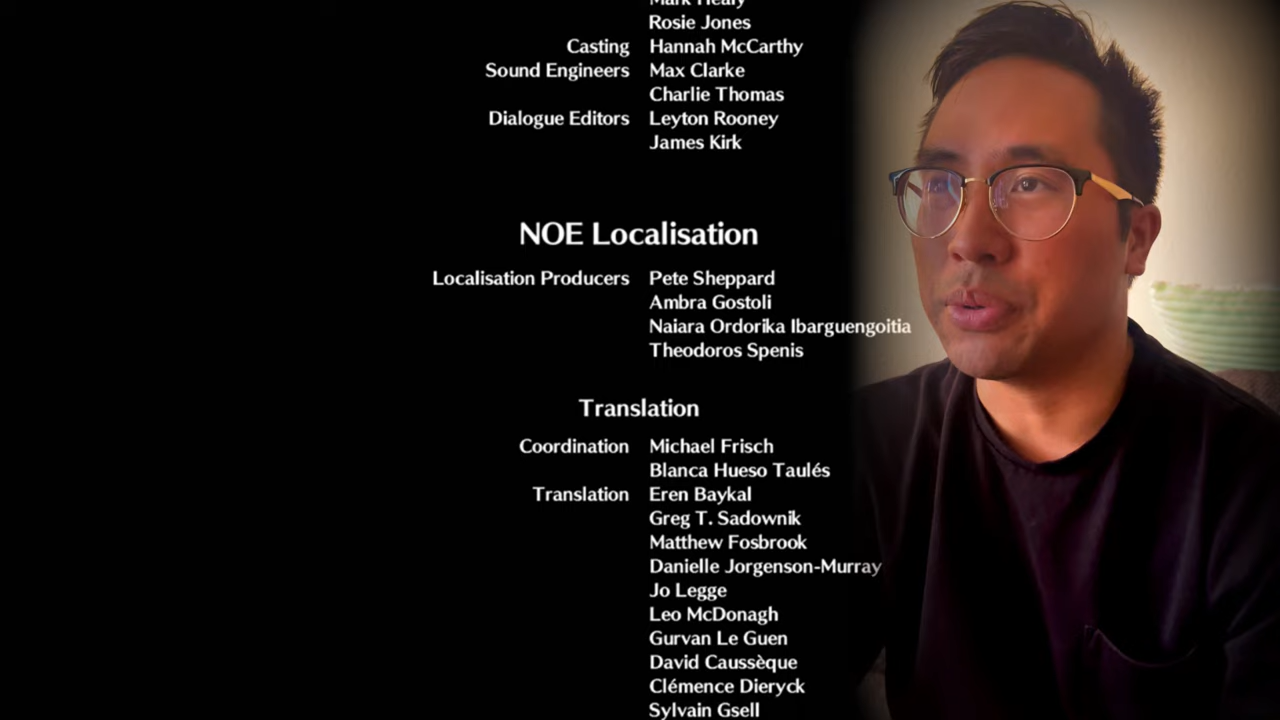 Mark Healy
Rosie Jones
Casting Hannah McCarthy
Sound Engineers Max Clarke
Charlie Thomas
Dialogue Editors Leyton Rooney
James Kirk
NOE Localisation
Localisation Producers Pete Sheppard
Ambra Gostoli
Naiara Ordorika Ibarguengoitia
Theodoros Spenis
Translation
Coordination Michael Frisch
Blanca Hueso Taulés
Translation Eren Baykal
Greg T. Sadownik
Matthew Fosbrook
Danielle Jorgenson-Murray
Jo Legge
Leo McDonagh
Gurvan Le Guen
David Caussèque
Clémence Dieryck
Sylvain Gsell